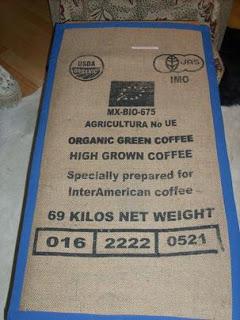 USDA
ORGANIC
JAS
IMO
MX-BIO-675
AGRICULTURA No UE
ORGANIC GREEN COFFEE
HIGH GROWN COFFEE
Specially prepared for
InterAmerican coffee
69 KILOS NET WEIGHT
016 2222 0521